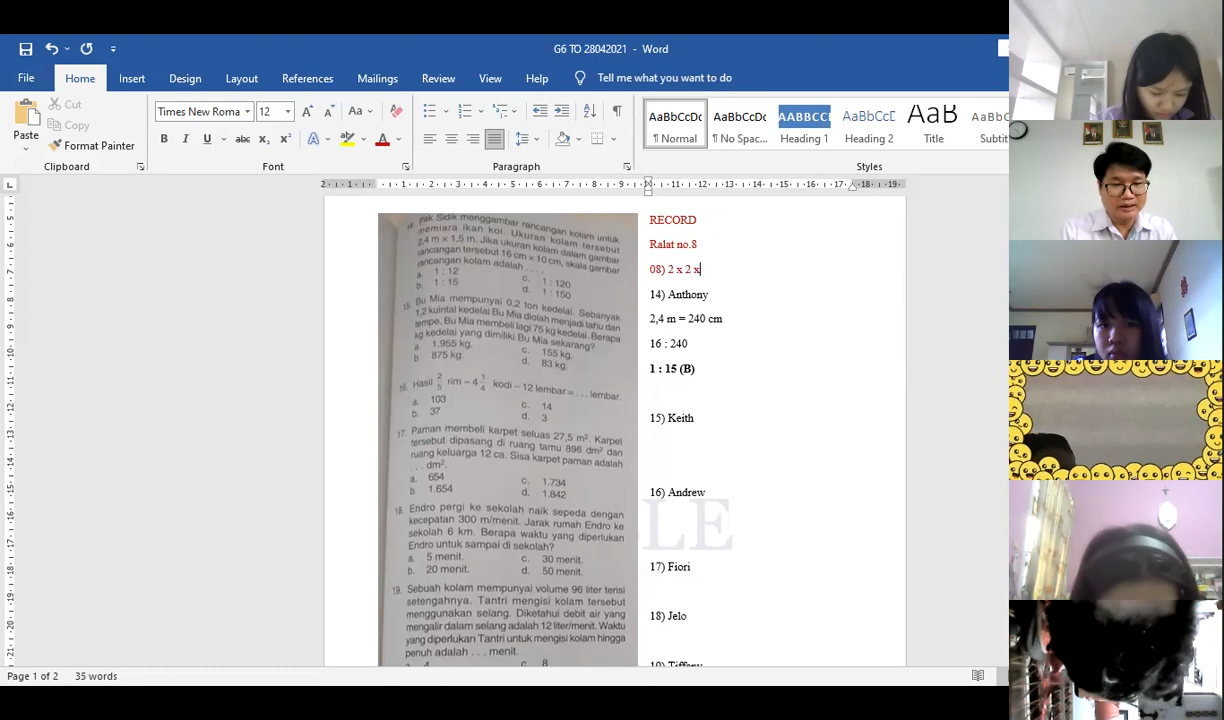 G6 TO 28042021 - Word
File Home Insert Design Layout References Mailings Review View Help Tell me what you want to do
Paste
Cut
Copy
Format Painter
Clipboard
Times New Roma 12
Font
Paragraph
AaBbCcDc AaBbCcDc AABBCCI AaBbCcD AaB AaBbC
¶ Normal ¶ No Spac... Heading 1 Heading 2 Title Subtit
Styles
Pak Sidik menggambar rancangan kolam untuk
memiara ikan koi. Ukuran kolam tersebut
2,4 m × 1,5 m. Jika ukuran kolam dalam gambar
rancangan tersebut 16 cm × 10 cm, skala gambar
rancangan kolam adalah . . . .
a. 1 : 12 c. 1 : 120
b. 1 : 15 d. 1 : 150
15. Bu Mia mempunyai 0,2 ton kedelai. Sebanyak
1,2 kuintal kedelai Bu Mia diolah menjadi tahu dan
tempe. Bu Mia membeli lagi 75 kg kedelai. Berapa
kg kedelai yang dimiliki Bu Mia sekarang?
a. 1.955 kg. c. 155 kg.
b. 875 kg. d. 83 kg.
16. Hasil 2/5 rim – 4 1/4 kodi – 12 lembar = . . . lembar.
a. 103 c. 14
b. 37 d. 3
17. Paman membeli karpet seluas 27,5 m². Karpet
tersebut dipasang di ruang tamu 896 dm² dan
ruang keluarga 12 ca. Sisa karpet paman adalah
. . . dm².
a. 654 c. 1.734
b. 1.654 d. 1.842
18. Endro pergi ke sekolah naik sepeda dengan
kecepatan 300 m/menit. Jarak rumah Endro ke
sekolah 6 km. Berapa waktu yang diperlukan
Endro untuk sampai di sekolah?
a. 5 menit. c. 30 menit.
b. 20 menit. d. 50 menit.
19. Sebuah kolam mempunyai volume 96 liter terisi
setengahnya. Tantri mengisi kolam tersebut
menggunakan selang. Diketahui debit air yang
mengalir dalam selang adalah 12 liter/menit. Waktu
yang diperlukan Tantri untuk mengisi kolam hingga
penuh adalah . . . menit.
a. 4 c. 8
RECORD
Ralat no.8
08) 2 x 2 x
14) Anthony
2,4 m = 240 cm
16 : 240
1 : 15 (B)
15) Keith
16) Andrew
17) Fiori
18) Jelo
19) Tiffany
Page 1 of 2 35 words